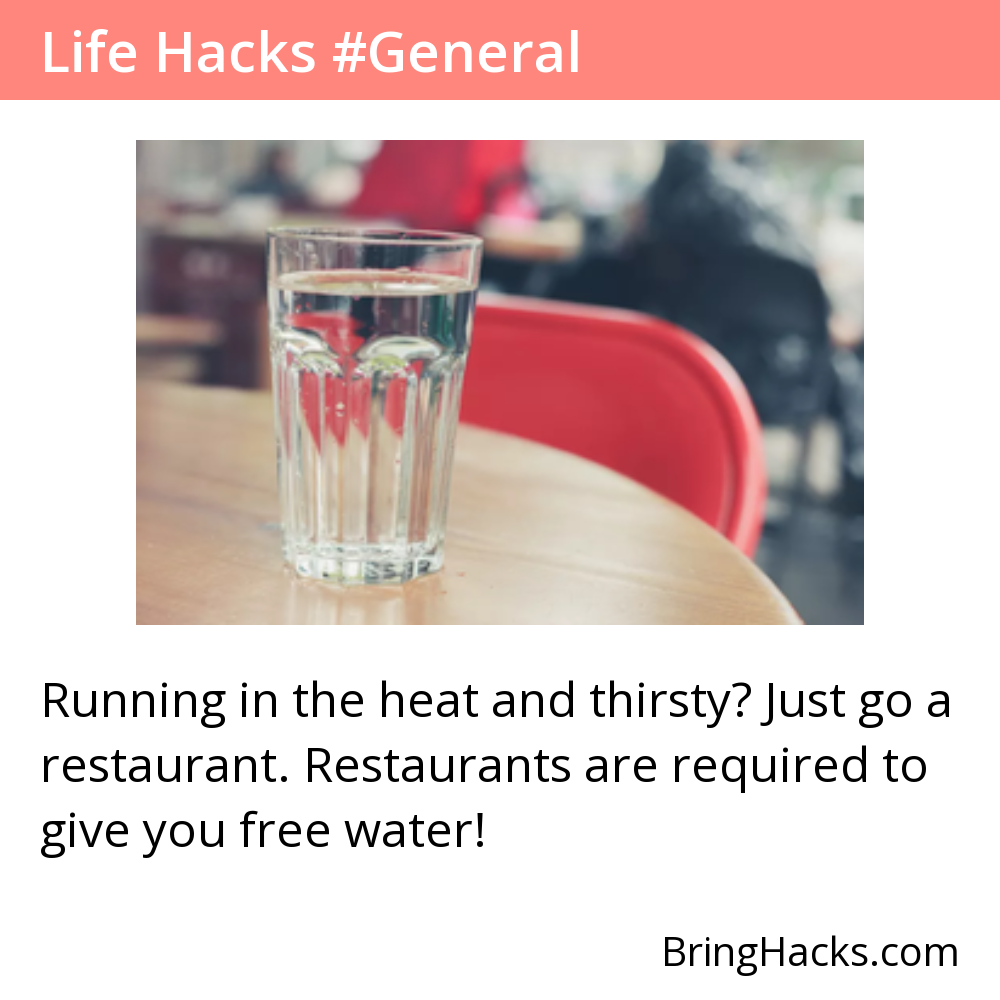 Life Hacks #General
Running in the heat and thirsty? Just go a
restaurant. Restaurants are required to
give you free water!
BringHacks.com